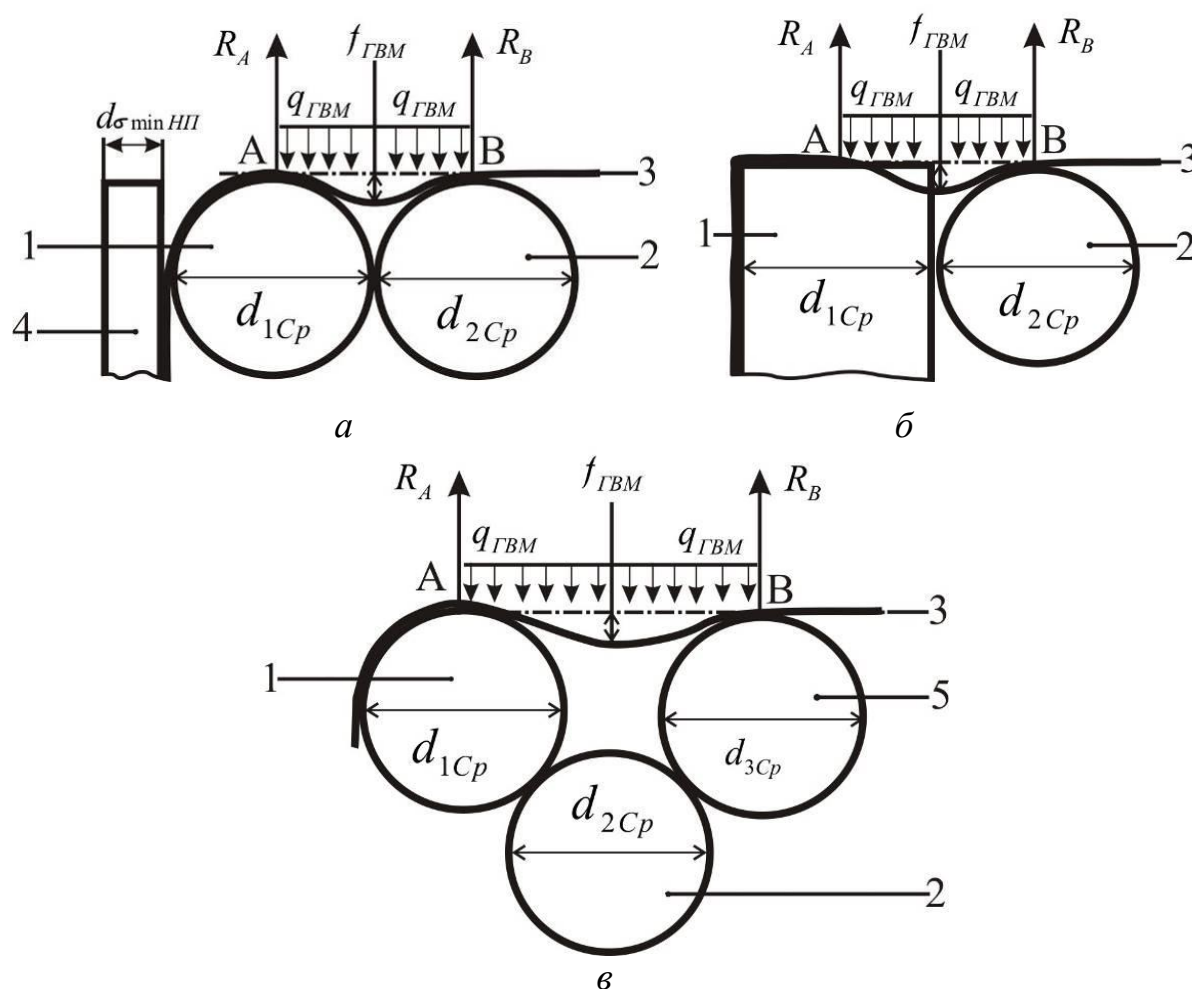 R_A f_ГВМ R_B
q_ГВМ q_ГВМ
d_σ min НП
A B
3
1 2
4
d_1Cp d_2Cp
а
R_A f_ГВМ R_B
q_ГВМ q_ГВМ
A B
3
1 2
d_1Cp d_2Cp
б
R_A f_ГВМ R_B
q_ГВМ q_ГВМ
A B
3
1 5
d_1Cp d_3Cp
d_2Cp
2
в